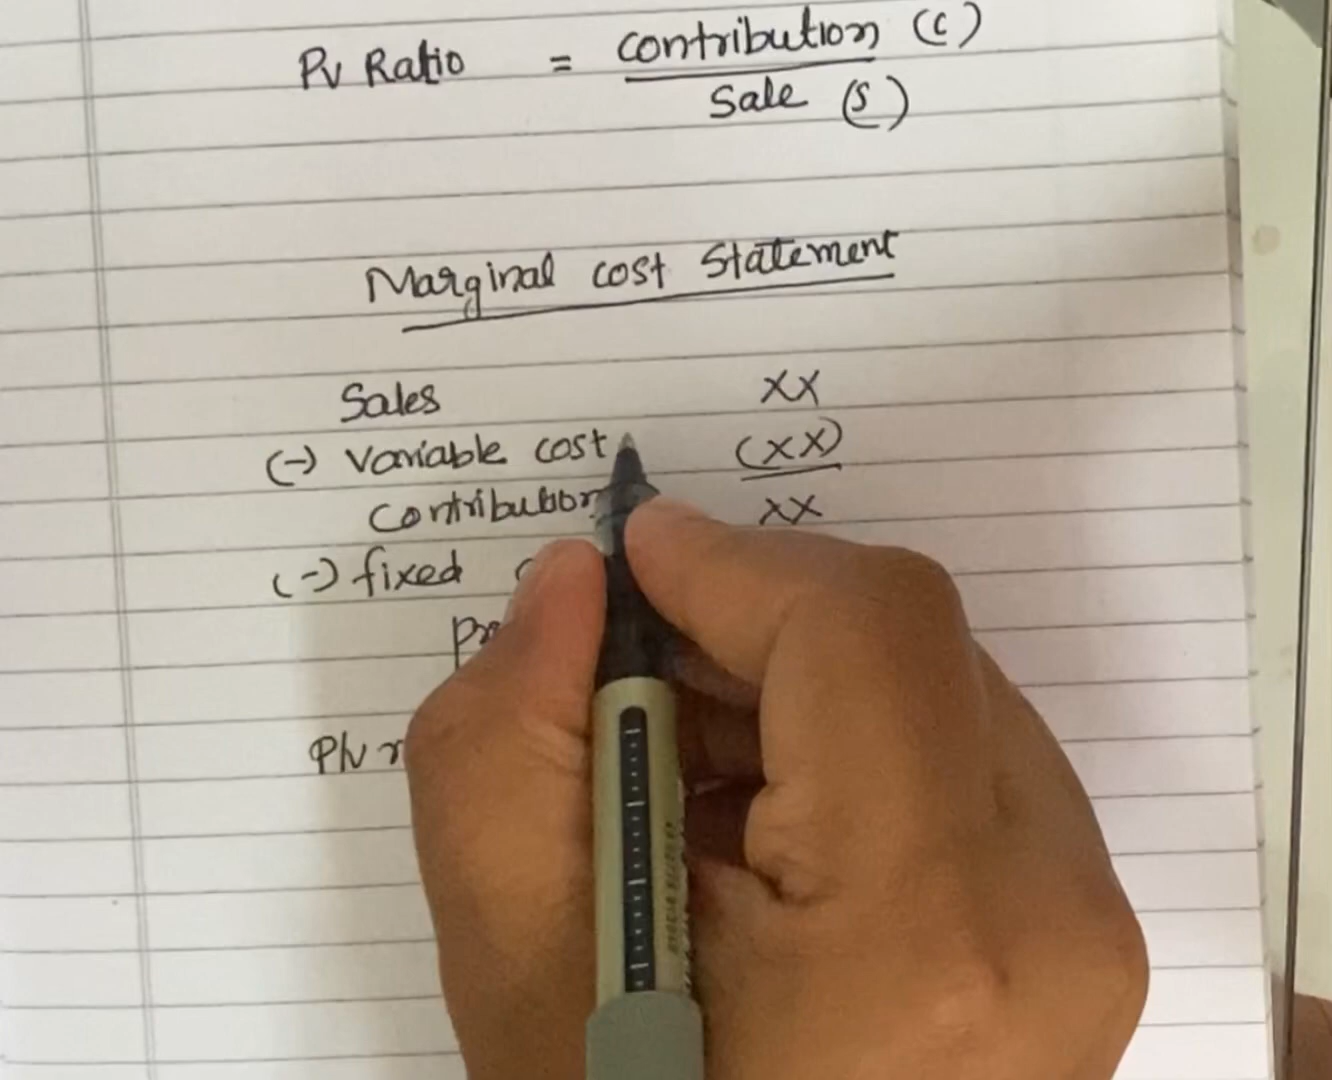 Pv Ratio = contribution (c)
Sale (s)
Marginal cost Statement
Sales xx
(-) variable cost (xx)
contribution xx
(-) fixed
P/v